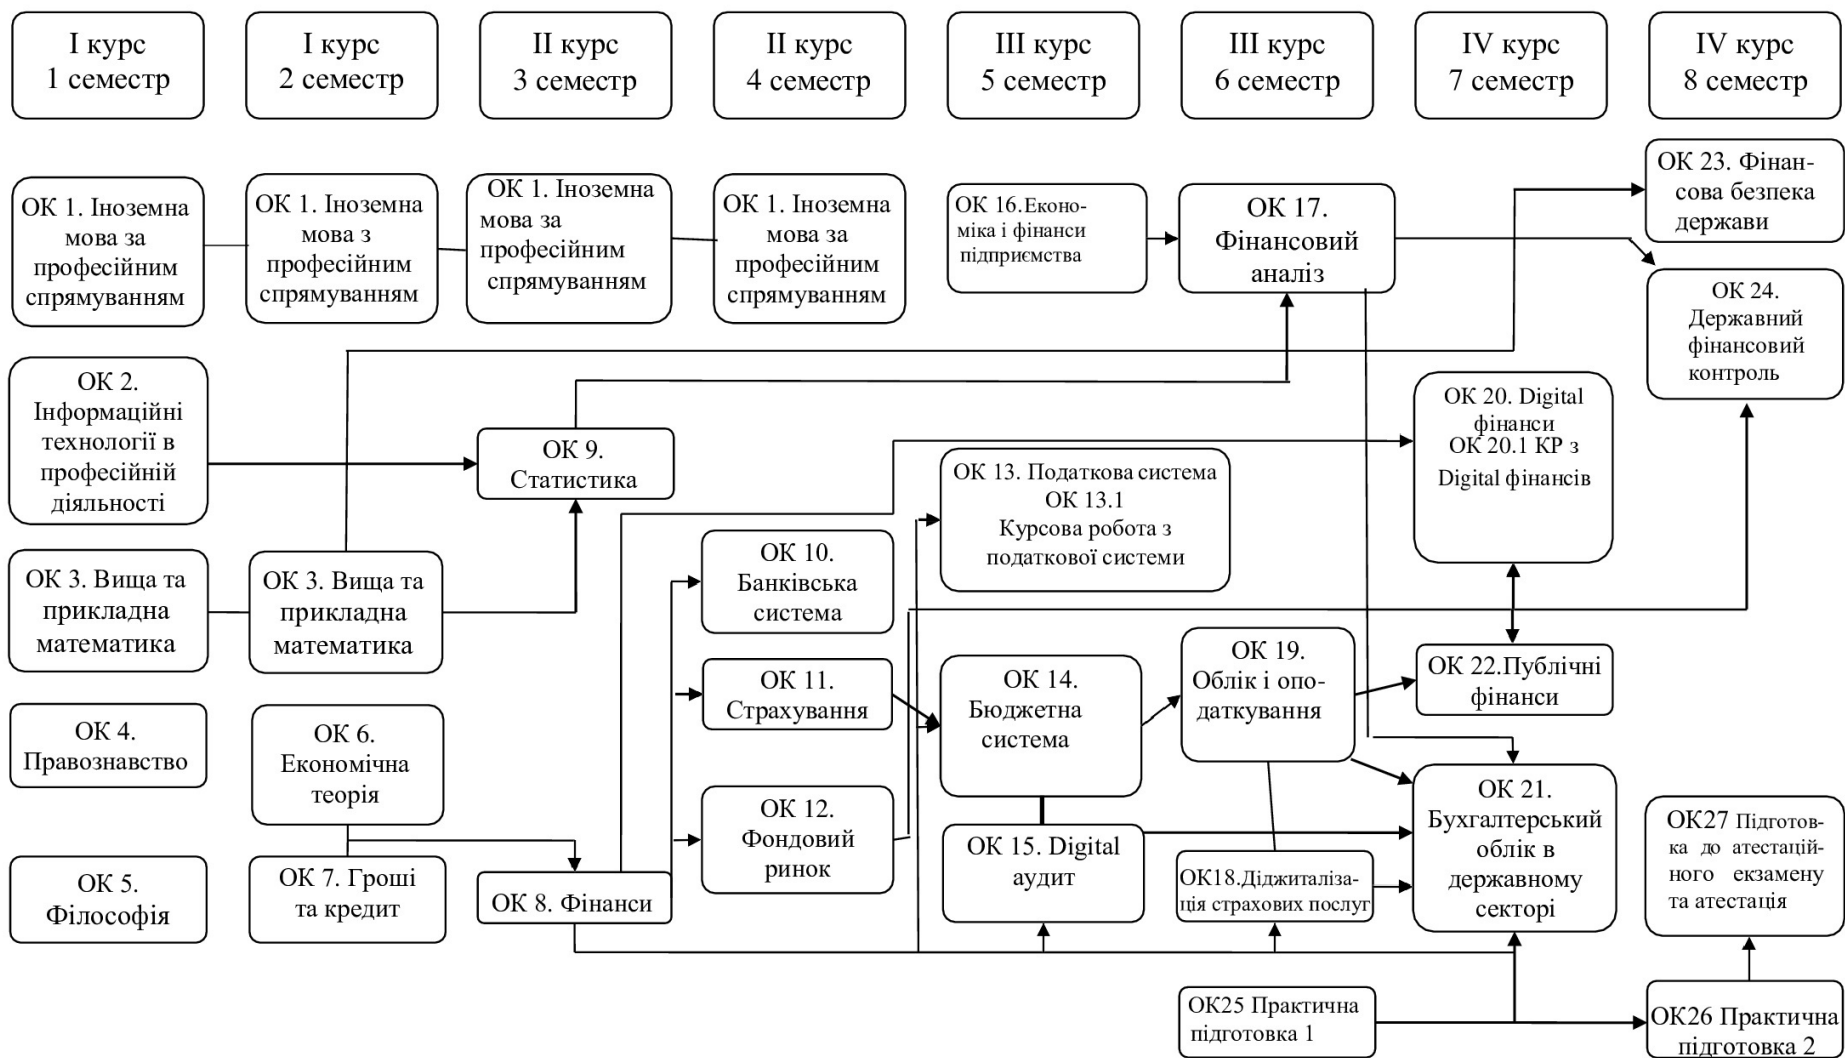 І курс
1 семестр
І курс
2 семестр
ІІ курс
3 семестр
ІІ курс
4 семестр
ІІІ курс
5 семестр
ІІІ курс
6 семестр
IV курс
7 семестр
IV курс
8 семестр
ОК 1. Іноземна
мова за
професійним
спрямуванням
ОК 1. Іноземна
мова з
професійним
спрямуванням
ОК 1. Іноземна
мова за
професійним
спрямуванням
ОК 1. Іноземна
мова за
професійним
спрямуванням
ОК 16.Еконо-
міка і фінанси
підприємства
ОК 17.
Фінансовий
аналіз
ОК 23. Фінан-
сова безпека
держави
ОК 24.
Державний
фінансовий
контроль
ОК 2.
Інформаційні
технології в
професійній
діяльності
ОК 9.
Статистика
ОК 20. Digital
фінанси
ОК 20.1 КР з
Digital фінансів
ОК 13. Податкова система
ОК 13.1
Курсова робота з
податкової системи
ОК 3. Вища та
прикладна
математика
ОК 3. Вища та
прикладна
математика
ОК 10.
Банківська
система
ОК 11.
Страхування
ОК 14.
Бюджетна
система
ОК 19.
Облік і опо-
даткування
ОК 22.Публічні
фінанси
ОК 4.
Правознавство
ОК 6.
Економічна
теорія
ОК 12.
Фондовий
ринок
ОК 15. Digital
аудит
ОК18.Діджиталіза-
ція страхових послуг
ОК 21.
Бухгалтерський
облік в
державному
секторі
ОК27 Підготов-
ка до атестацій-
ного екзамену
та атестація
ОК 5.
Філософія
ОК 7. Гроші
та кредит
ОК 8. Фінанси
ОК25 Практична
підготовка 1
ОК26 Практична
підготовка 2